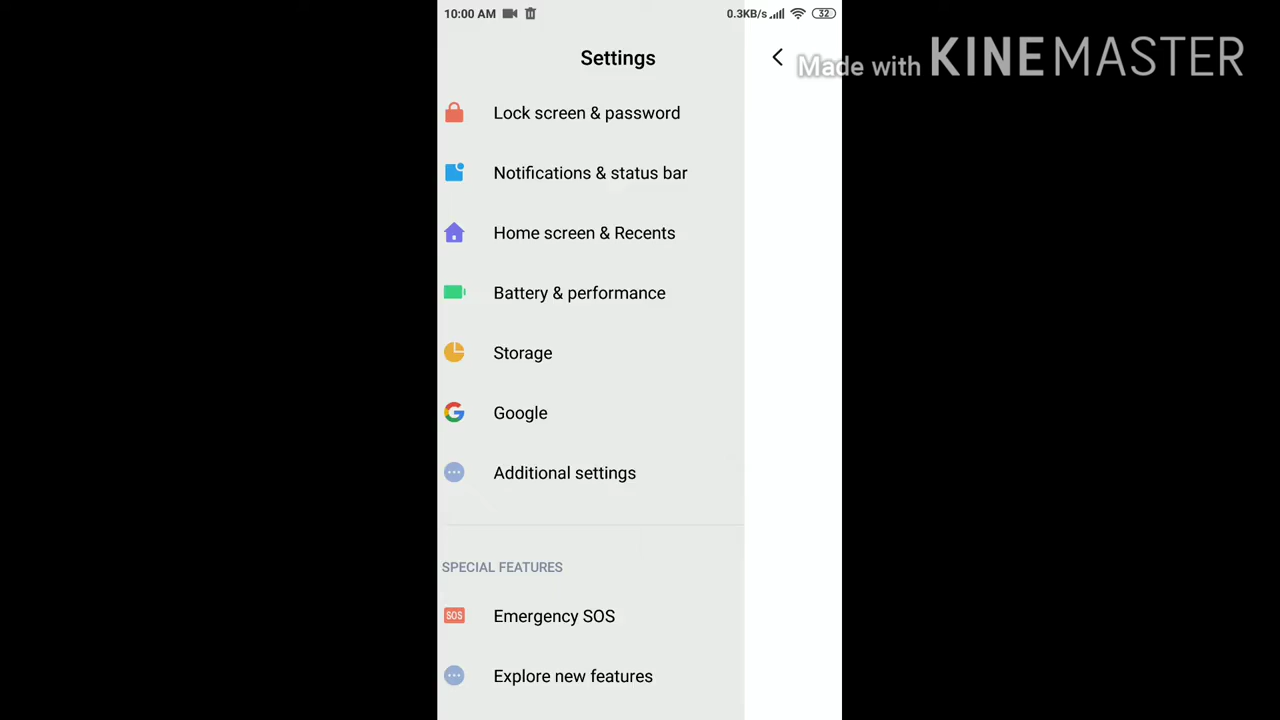 10:00 AM
0.3KB/s
32
Made with KINEMASTER
Settings
Lock screen & password
Notifications & status bar
Home screen & Recents
Battery & performance
Storage
Google
Additional settings
SPECIAL FEATURES
SOS Emergency SOS
Explore new features